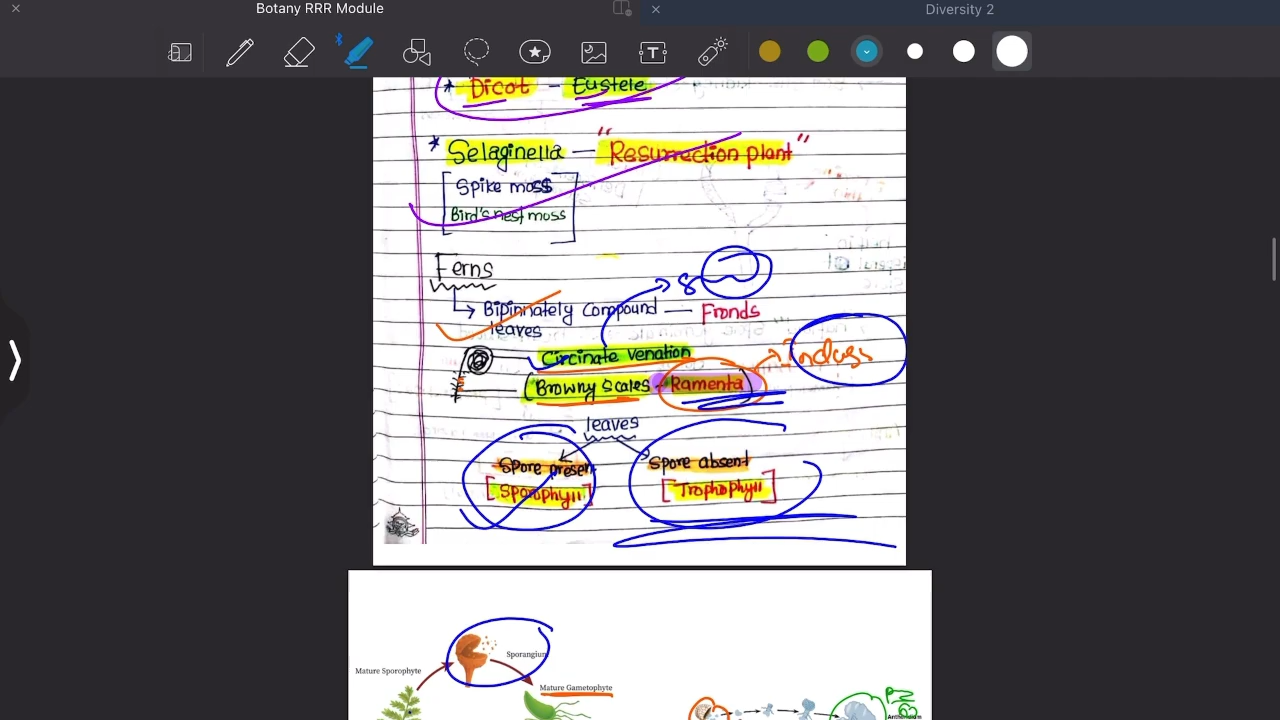 Botany RRR Module
Diversity 2
* Dicot - Eustele
* Selaginella — "Resurrection plant"
[Spike moss
Bird's nest moss]
Ferns
↳ Bipinnately Compound — Fronds
leaves
Circinate Venation
(Browny Scales - Ramenta)
leaves
Spore present
Spore absent
[Sporophyll]
[Trophophyll]
Sporangium
Mature Sporophyte
Mature Gametophyte
Antheridium